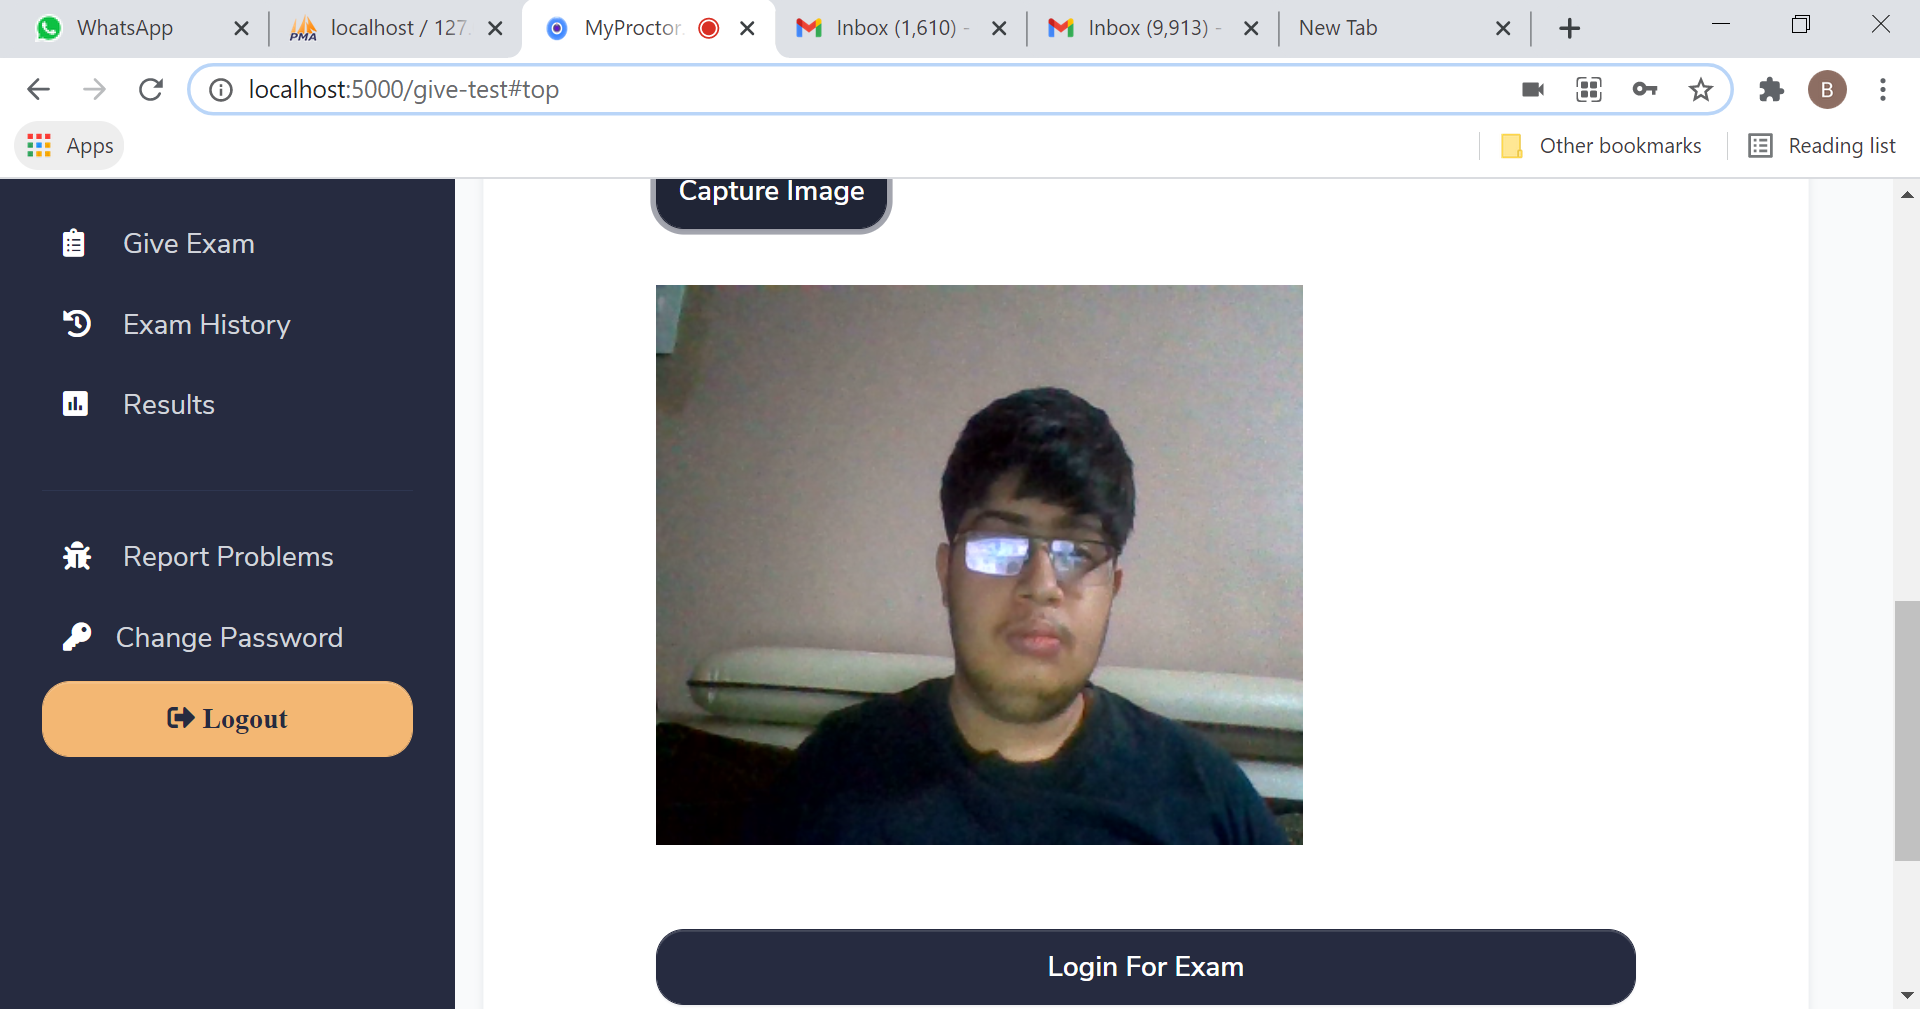 WhatsApp
PMA
localhost / 127.
MyProctor.
Inbox (1,610) -
Inbox (9,913) -
New Tab
localhost:5000/give-test#top
B
Apps
Other bookmarks
Reading list
Give Exam
Exam History
Results
Report Problems
Change Password
Logout
Capture Image
Login For Exam